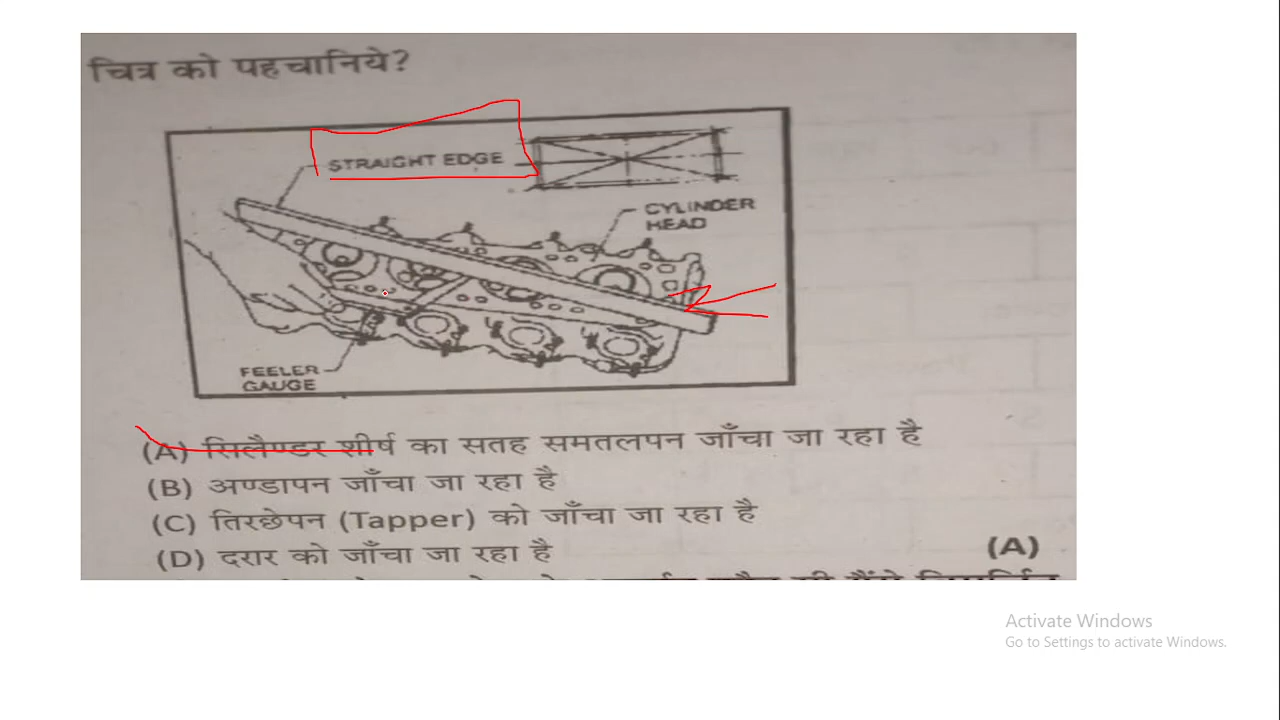 चित्र को पहचानिये?
STRAIGHT EDGE
CYLINDER
HEAD
FEELER
GAUGE
(A) सिलैण्डर शीर्ष का सतह समतलपन जाँचा जा रहा है
(B) अण्डापन जाँचा जा रहा है
(C) तिरछेपन (Tapper) को जाँचा जा रहा है
(D) दरार को जाँचा जा रहा है
(A)
Activate Windows
Go to Settings to activate Windows.